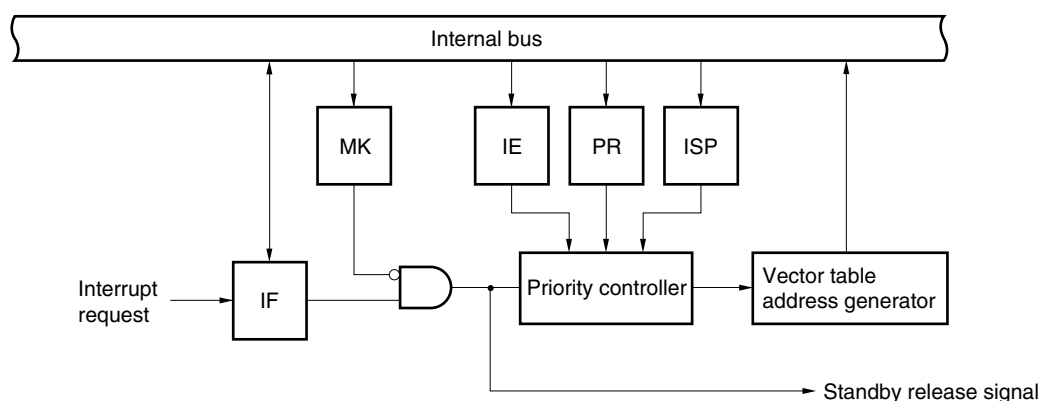 Internal bus
MK
IE
PR
ISP
Interrupt
request
IF
Priority controller
Vector table
address generator
Standby release signal